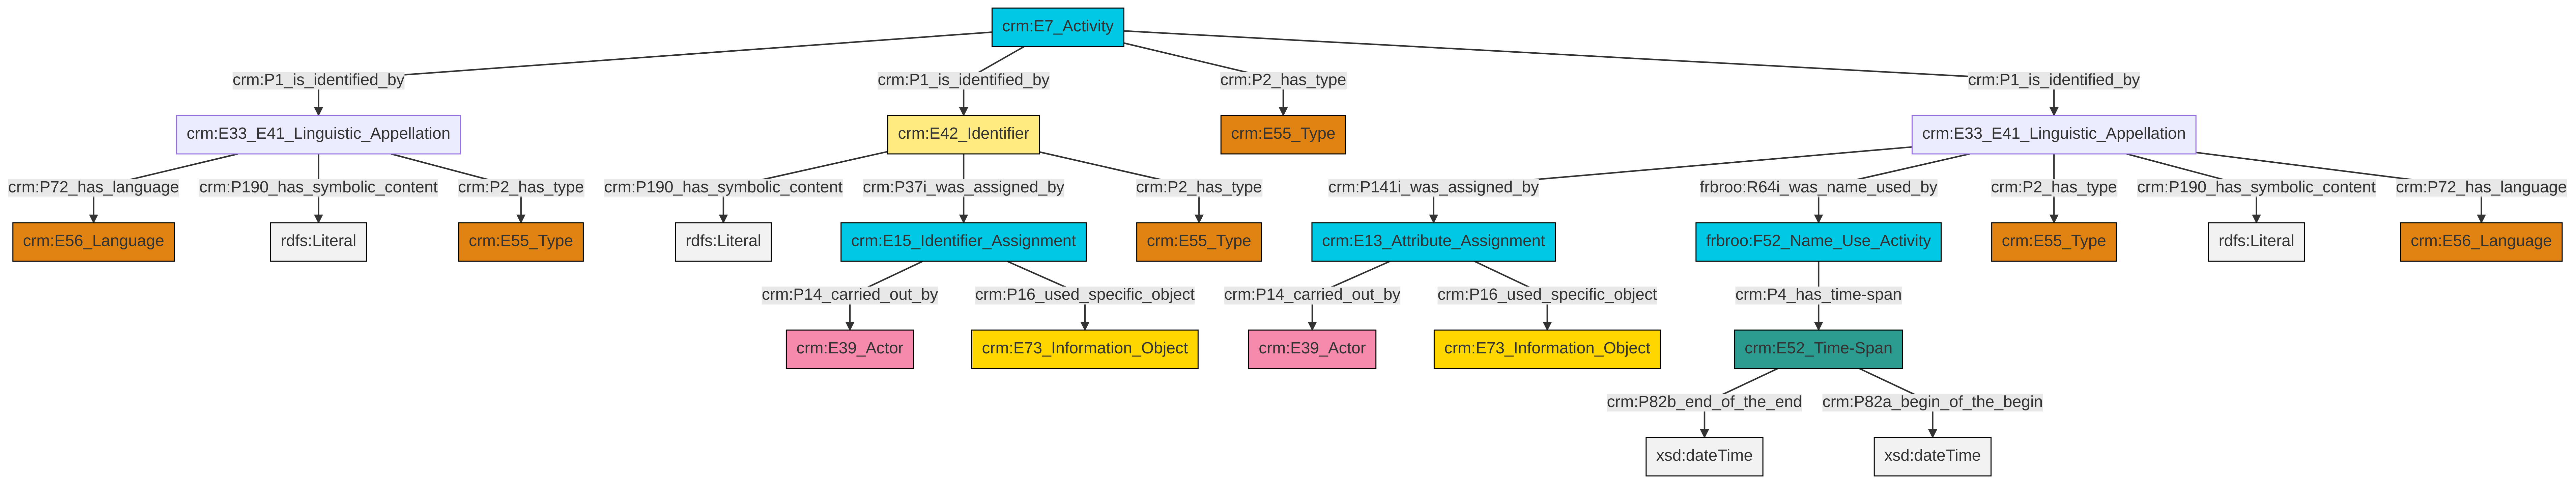 crm:E7_Activity
crm:P1_is_identified_by
crm:P1_is_identified_by
crm:P2_has_type
crm:P1_is_identified_by
crm:E33_E41_Linguistic_Appellation
crm:E42_Identifier
crm:E55_Type
crm:E33_E41_Linguistic_Appellation
crm:P72_has_language
crm:P190_has_symbolic_content
crm:P2_has_type
crm:P190_has_symbolic_content
crm:P37i_was_assigned_by
crm:P2_has_type
crm:P141i_was_assigned_by
frbroo:R64i_was_name_used_by
crm:P2_has_type
crm:P190_has_symbolic_content
crm:P72_has_language
crm:E56_Language
rdfs:Literal
crm:E55_Type
rdfs:Literal
crm:E15_Identifier_Assignment
crm:E55_Type
crm:E13_Attribute_Assignment
frbroo:F52_Name_Use_Activity
crm:E55_Type
rdfs:Literal
crm:E56_Language
crm:P14_carried_out_by
crm:P16_used_specific_object
crm:P14_carried_out_by
crm:P16_used_specific_object
crm:P4_has_time-span
crm:E39_Actor
crm:E73_Information_Object
crm:E39_Actor
crm:E73_Information_Object
crm:E52_Time-Span
crm:P82b_end_of_the_end
crm:P82a_begin_of_the_begin
xsd:dateTime
xsd:dateTime